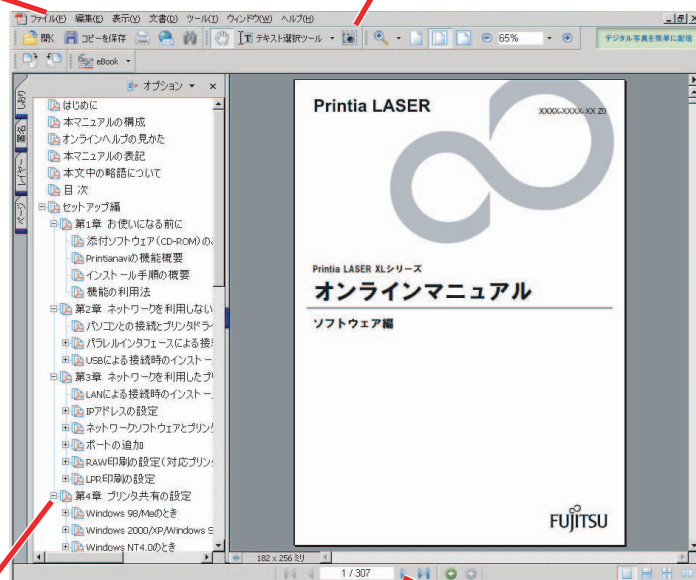 ファイル(F) 編集(E) 表示(V) 文書(D) ツール(T) ウィンドウ(W) ヘルプ(H)
開く コピーを保存 テキスト選択ツール 65% デジタル写真を簡単に配信
eBook
オプション
はじめに
本マニュアルの構成
オンラインヘルプの見かた
本マニュアルの表記
本文中の略語について
目 次
セットアップ編
第1章 お使いになる前に
添付ソフトウェア(CD-ROM)の
Printianaviの機能概要
インストール手順の概要
機能の利用法
第2章 ネットワークを利用しない
パソコンとの接続とプリンタドラ
パラレルインタフェースによる接
USBによる接続時のインストー
第3章 ネットワークを利用したプ
LANによる接続時のインストー
IPアドレスの設定
ネットワークソフトウェアとプリン
ポートの追加
RAW印刷の設定(対応プリン
LPR印刷の設定
第4章 プリンタ共有の設定
Windows 98/Meのとき
Windows 2000/XP/Windows S
Windows NT4.0のとき
Printia LASER
XXXX-XXXX-XX Z0
Printia LASER XLシリーズ
オンラインマニュアル
ソフトウェア編
FUJITSU
182 x 256 ミリ
1 / 307